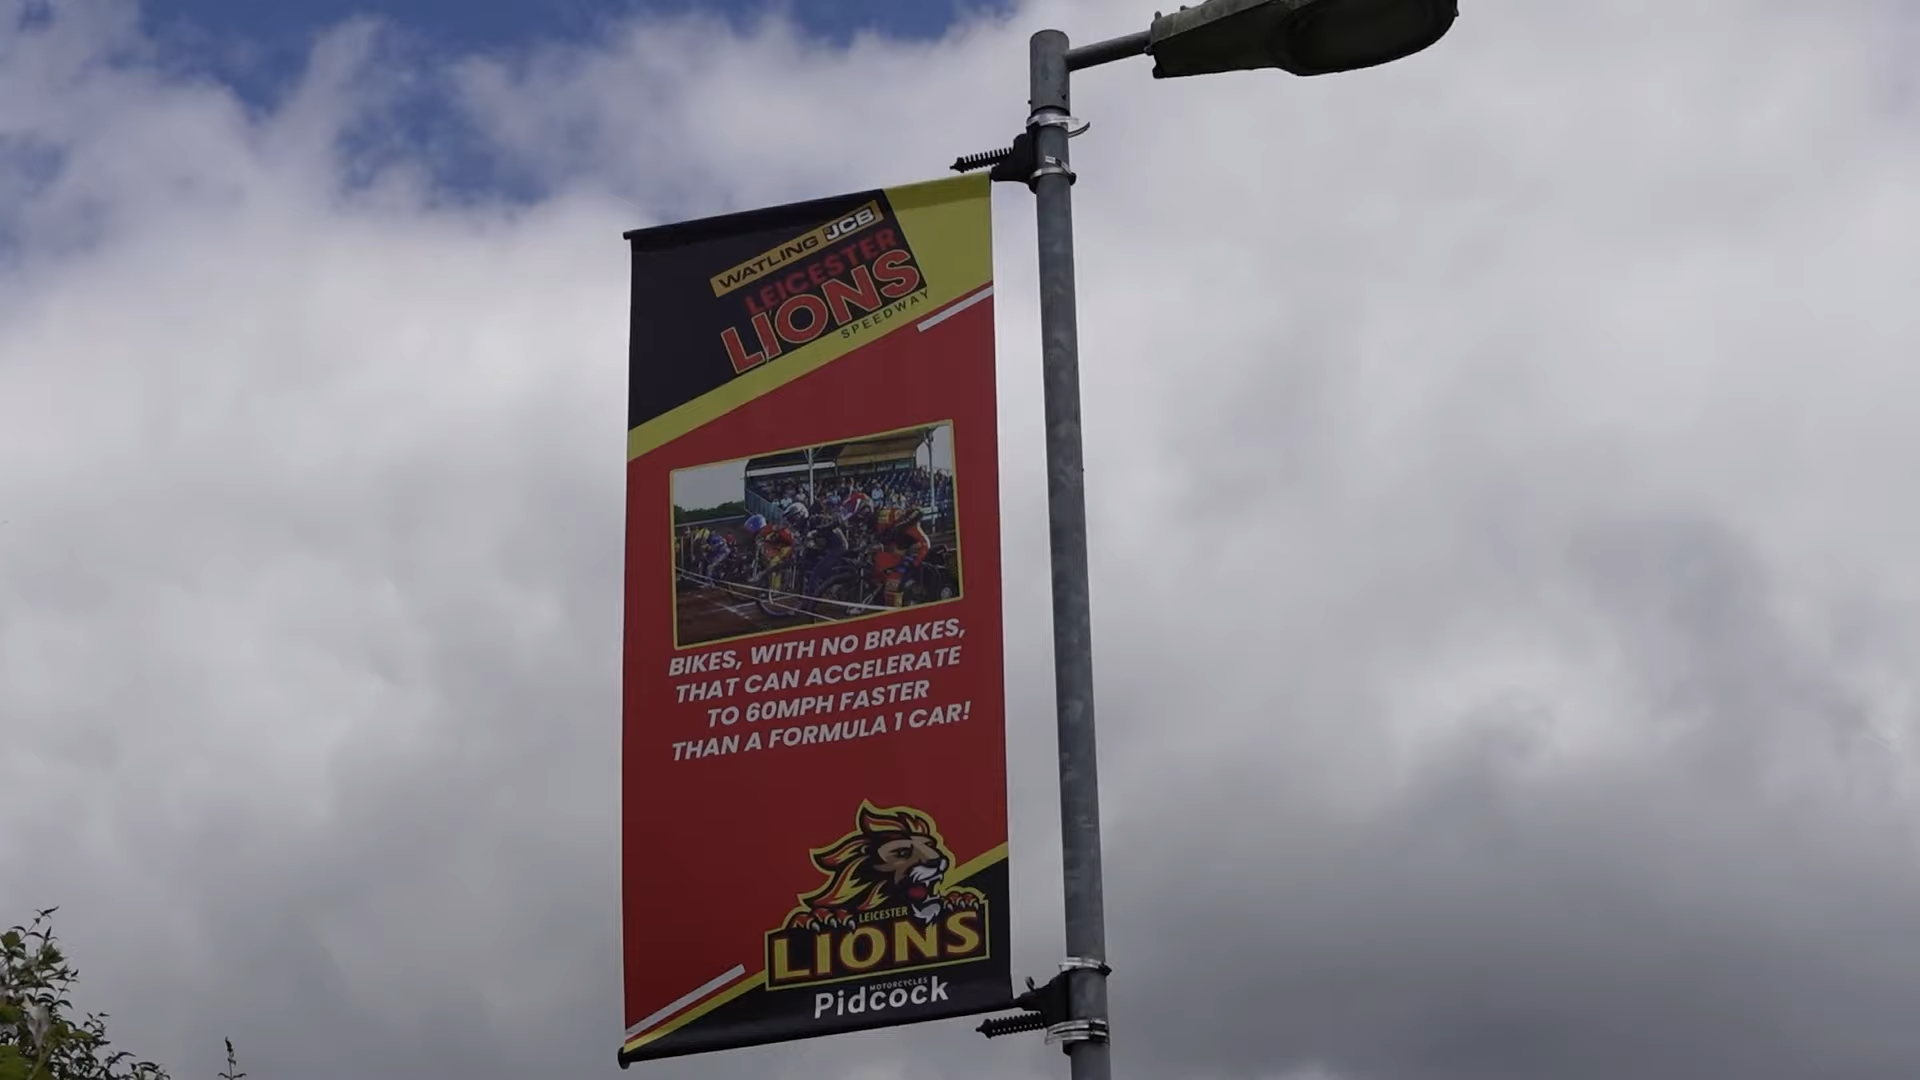 WATLING JCB
LEICESTER
LIONS
SPEEDWAY
BIKES, WITH NO BRAKES,
THAT CAN ACCELERATE
TO 60MPH FASTER
THAN A FORMULA 1 CAR!
LEICESTER
LIONS
MOTORCYCLES
Pidcock